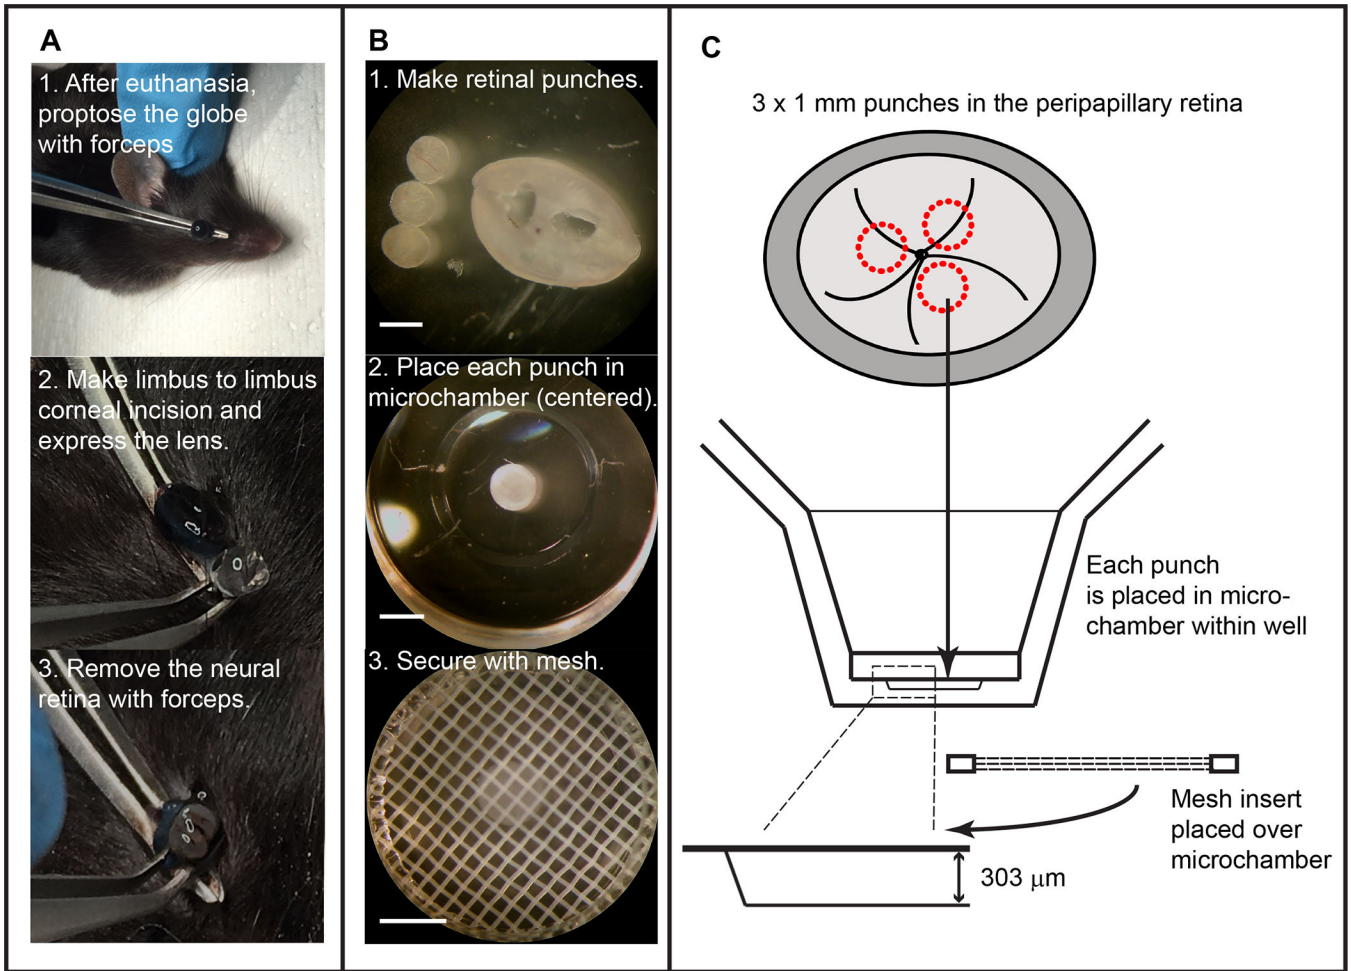 A
1. After euthanasia,
proptose the globe
with forceps
2. Make limbus to limbus
corneal incision and
express the lens.
3. Remove the neural
retina with forceps.
B
1. Make retinal punches.
2. Place each punch in
microchamber (centered).
3. Secure with mesh.
C
3 x 1 mm punches in the peripapillary retina
Each punch
is placed in micro-
chamber within well
Mesh insert
placed over
microchamber
303 μm